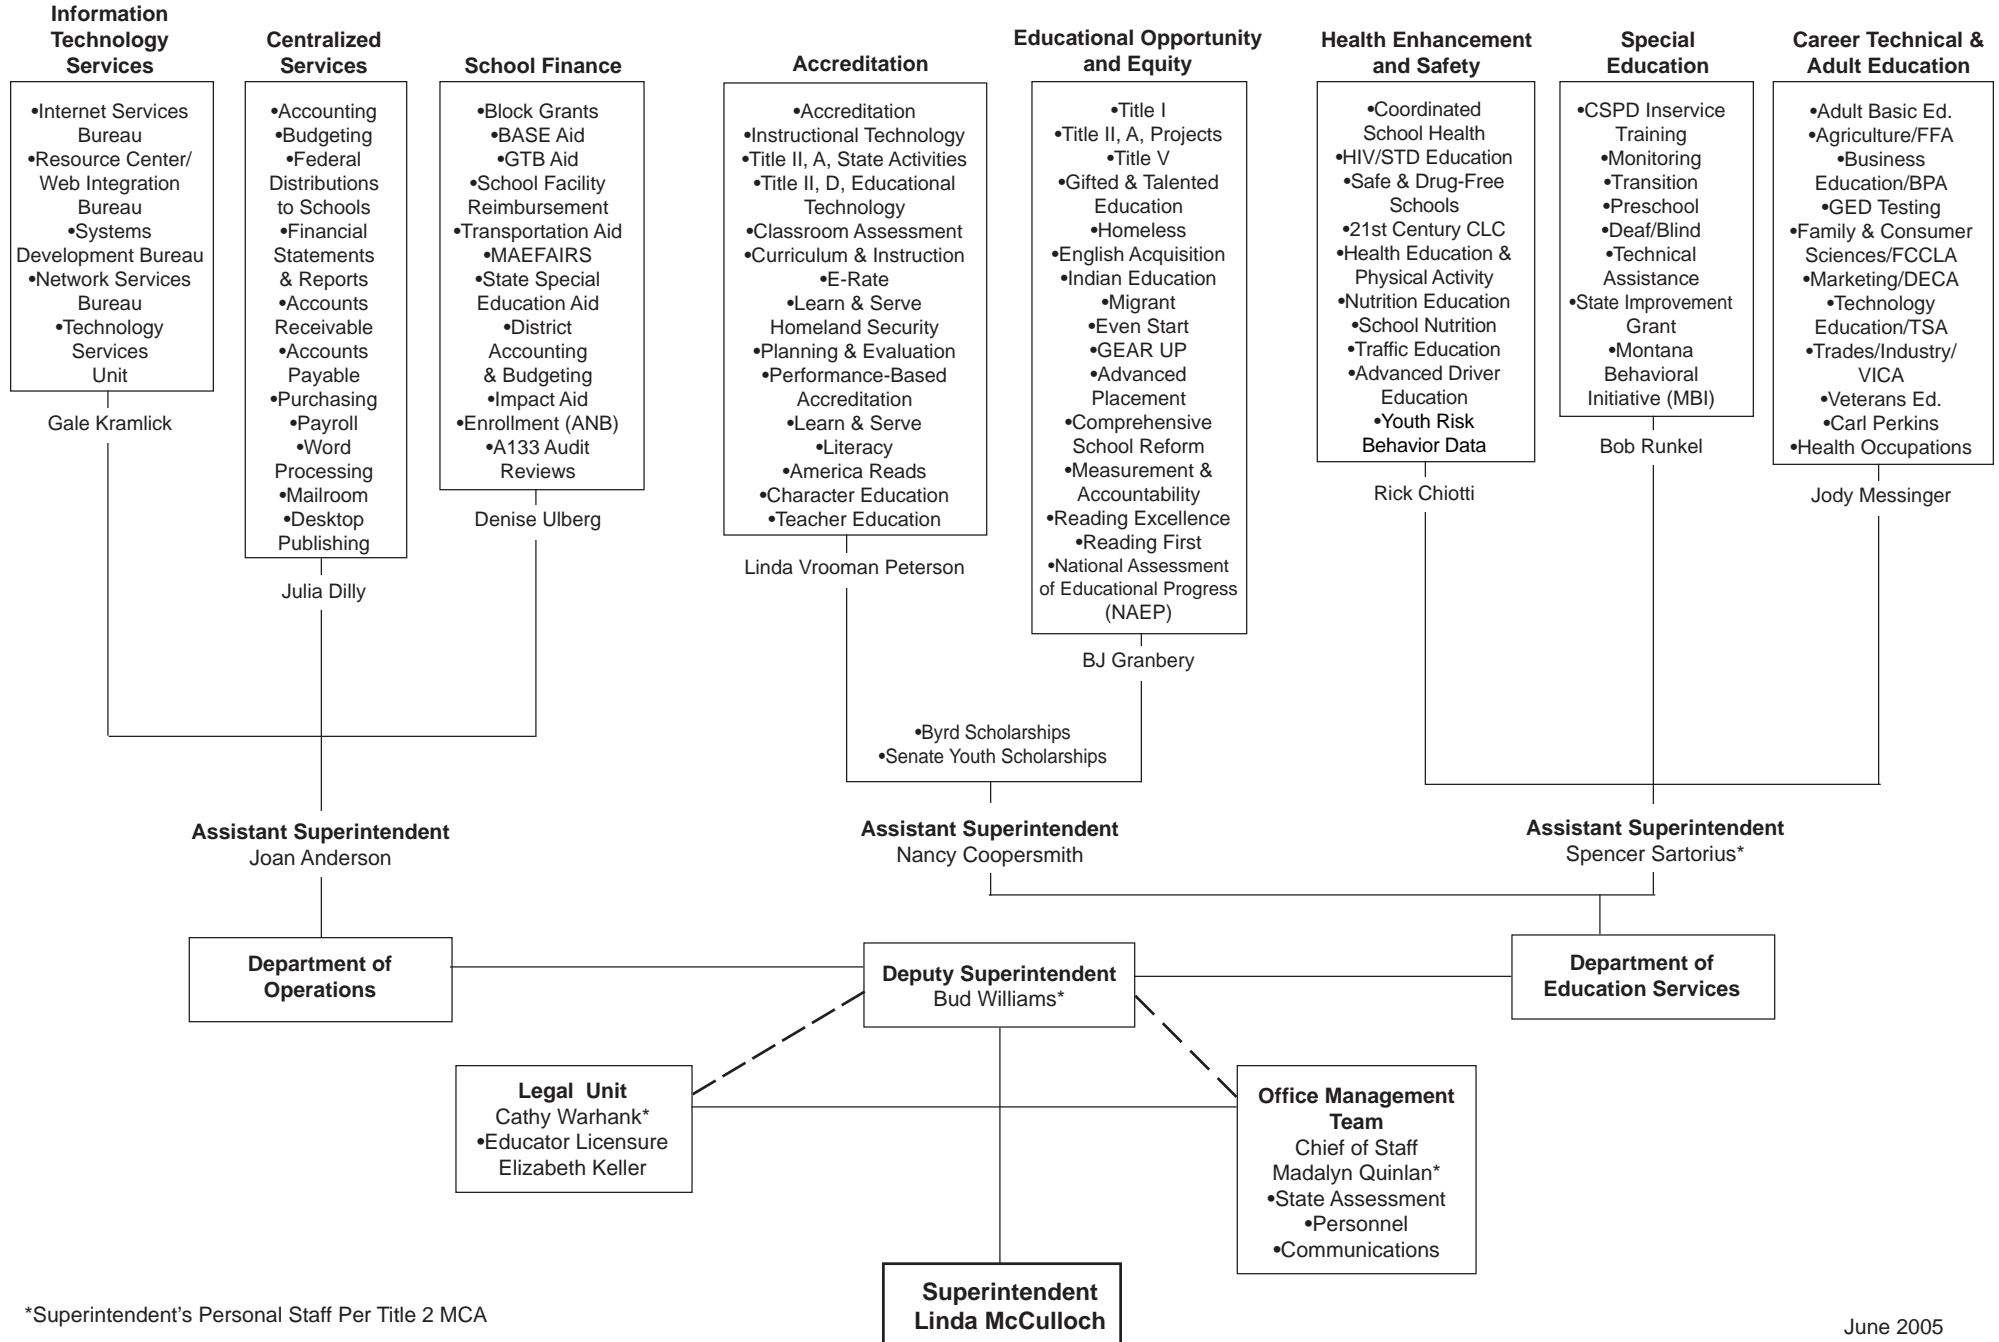 Information
Technology
Services
•Internet Services
Bureau
•Resource Center/
Web Integration
Bureau
•Systems
Development Bureau
•Network Services
Bureau
•Technology
Services
Unit
Gale Kramlick
Centralized
Services
•Accounting
•Budgeting
•Federal
Distributions
to Schools
•Financial
Statements
& Reports
•Accounts
Receivable
•Accounts
Payable
•Purchasing
•Payroll
•Word
Processing
•Mailroom
•Desktop
Publishing
Julia Dilly
School Finance
•Block Grants
•BASE Aid
•GTB Aid
•School Facility
Reimbursement
•Transportation Aid
•MAEFAIRS
•State Special
Education Aid
•District
Accounting
& Budgeting
•Impact Aid
•Enrollment (ANB)
•A133 Audit
Reviews
Denise Ulberg
Accreditation
•Accreditation
•Instructional Technology
•Title II, A, State Activities
•Title II, D, Educational
Technology
•Classroom Assessment
•Curriculum & Instruction
•E-Rate
•Learn & Serve
Homeland Security
•Planning & Evaluation
•Performance-Based
Accreditation
•Learn & Serve
•Literacy
•America Reads
•Character Education
•Teacher Education
Linda Vrooman Peterson
Educational Opportunity
and Equity
•Title I
•Title II, A, Projects
•Title V
•Gifted & Talented
Education
•Homeless
•English Acquisition
•Indian Education
•Migrant
•Even Start
•GEAR UP
•Advanced
Placement
•Comprehensive
School Reform
•Measurement &
Accountability
•Reading Excellence
•Reading First
•National Assessment
of Educational Progress
(NAEP)
BJ Granbery
•Byrd Scholarships
•Senate Youth Scholarships
Health Enhancement
and Safety
•Coordinated
School Health
•HIV/STD Education
•Safe & Drug-Free
Schools
•21st Century CLC
•Health Education &
Physical Activity
•Nutrition Education
•School Nutrition
•Traffic Education
•Advanced Driver
Education
•Youth Risk
Behavior Data
Rick Chiotti
Special
Education
•CSPD Inservice
Training
•Monitoring
•Transition
•Preschool
•Deaf/Blind
•Technical
Assistance
•State Improvement
Grant
•Montana
Behavioral
Initiative (MBI)
Bob Runkel
Career Technical &
Adult Education
•Adult Basic Ed.
•Agriculture/FFA
•Business
Education/BPA
•GED Testing
•Family & Consumer
Sciences/FCCLA
•Marketing/DECA
•Technology
Education/TSA
•Trades/Industry/
VICA
•Veterans Ed.
•Carl Perkins
•Health Occupations
Jody Messinger
Assistant Superintendent
Joan Anderson
Assistant Superintendent
Nancy Coopersmith
Assistant Superintendent
Spencer Sartorius*
Department of
Operations
Deputy Superintendent
Bud Williams*
Department of
Education Services
Legal Unit
Cathy Warhank*
•Educator Licensure
Elizabeth Keller
Office Management
Team
Chief of Staff
Madalyn Quinlan*
•State Assessment
•Personnel
•Communications
Superintendent
Linda McCulloch
*Superintendent's Personal Staff Per Title 2 MCA
June 2005